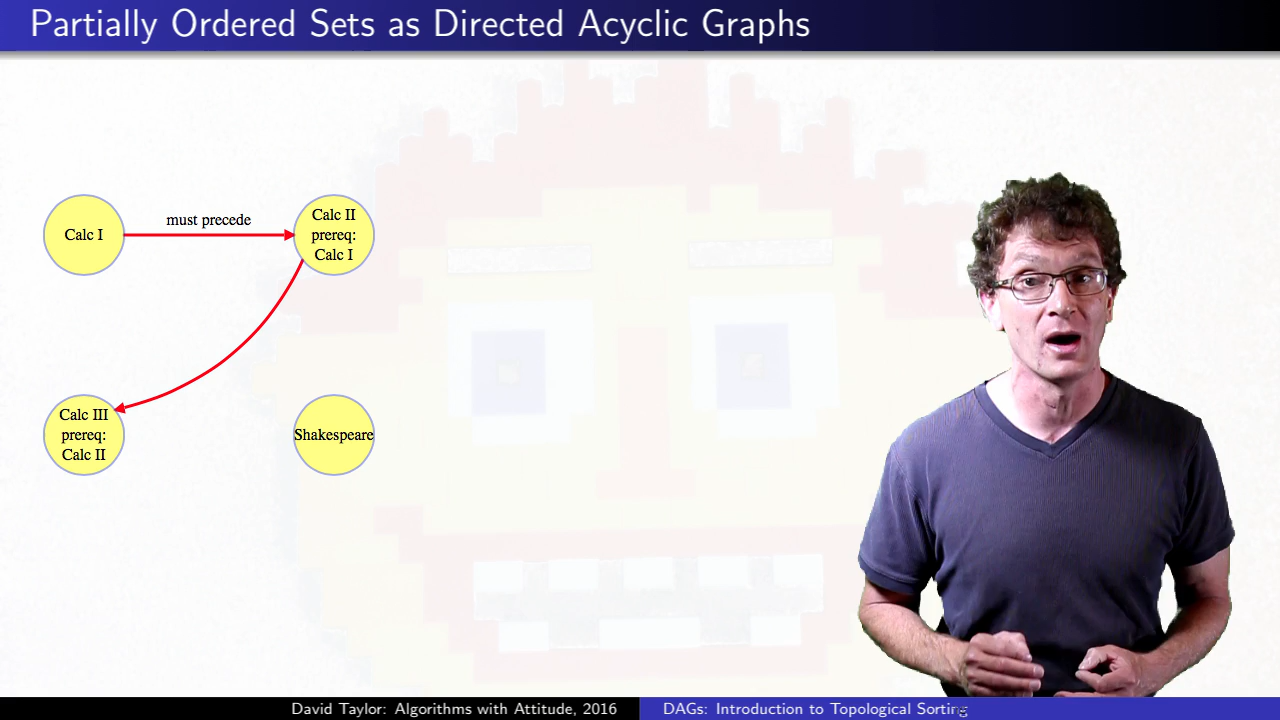 Partially Ordered Sets as Directed Acyclic Graphs
Calc I
must precede
Calc II
prereq:
Calc I
Calc III
prereq:
Calc II
Shakespeare
David Taylor: Algorithms with Attitude, 2016
DAGs: Introduction to Topological Sorting